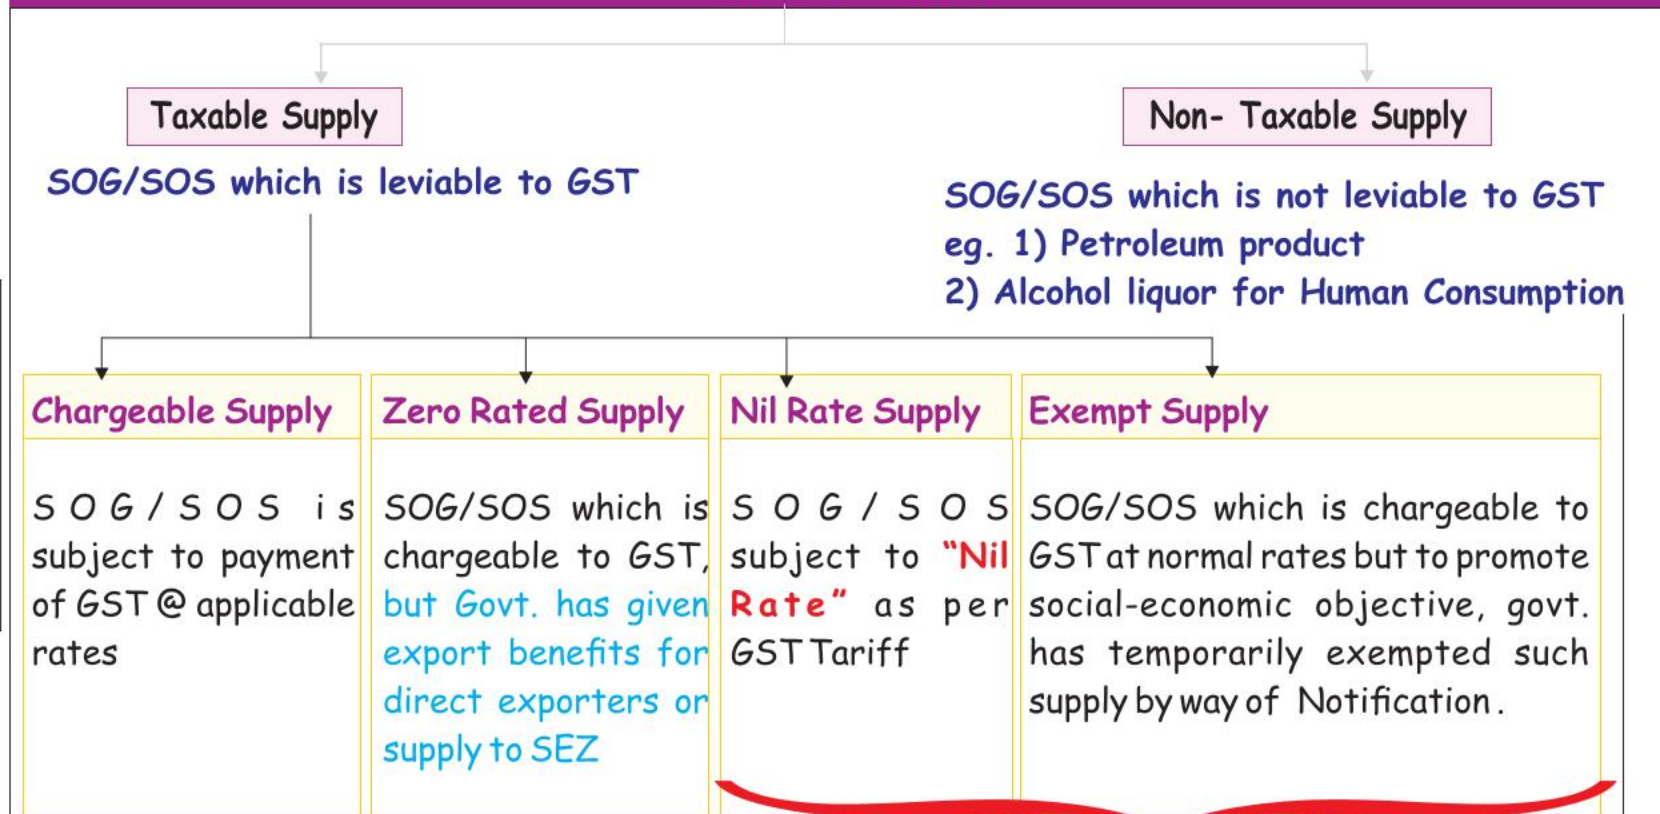 Taxable Supply
Non- Taxable Supply
SOG/SOS which is leviable to GST
SOG/SOS which is not leviable to GST
eg. 1) Petroleum product
2) Alcohol liquor for Human Consumption
Chargeable Supply
SOG/SOS is
subject to payment
of GST @ applicable
rates
Zero Rated Supply
SOG/SOS which is
chargeable to GST,
but Govt. has given
export benefits for
direct exporters or
supply to SEZ
Nil Rate Supply
SOG/SOS
subject to “Nil
Rate” as per
GST Tariff
Exempt Supply
SOG/SOS which is chargeable to
GST at normal rates but to promote
social-economic objective, govt.
has temporarily exempted such
supply by way of Notification.